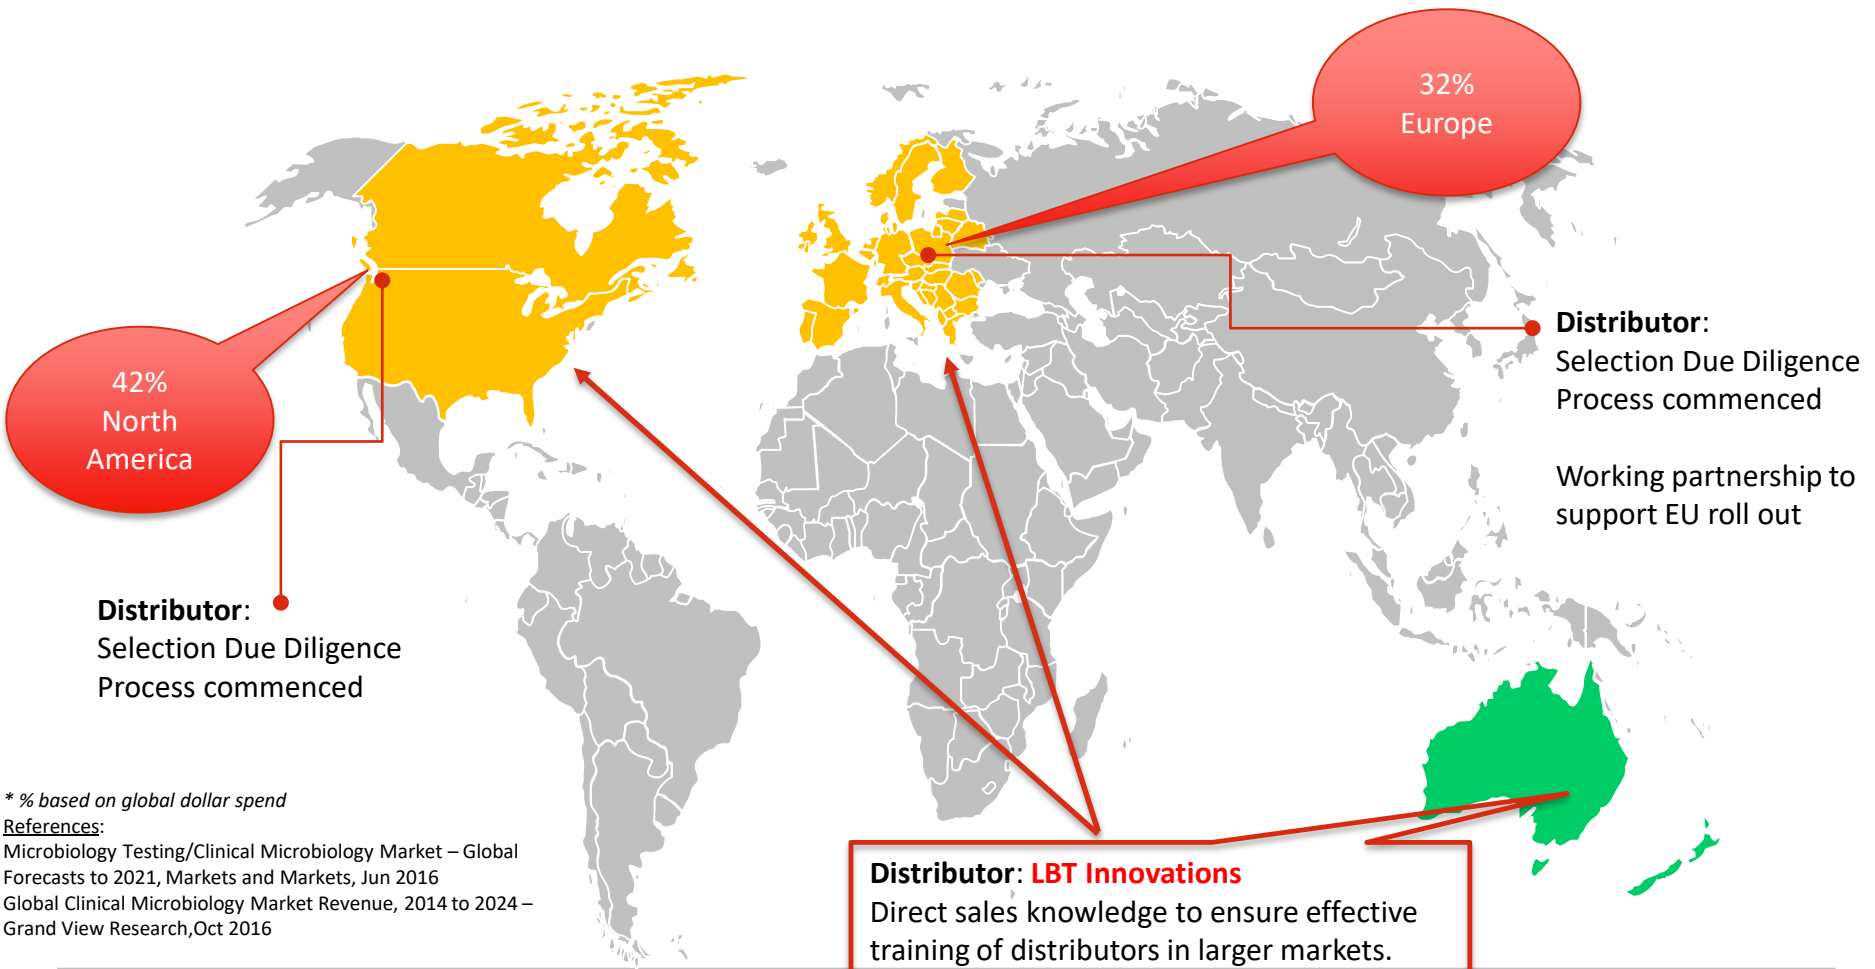 32%
Europe
42%
North
America
Distributor:
Selection Due Diligence
Process commenced
Working partnership to
support EU roll out
Distributor:
Selection Due Diligence
Process commenced
* % based on global dollar spend
References:
Microbiology Testing/Clinical Microbiology Market – Global
Forecasts to 2021, Markets and Markets, Jun 2016
Global Clinical Microbiology Market Revenue, 2014 to 2024 –
Grand View Research,Oct 2016
Distributor: LBT Innovations
Direct sales knowledge to ensure effective
training of distributors in larger markets.